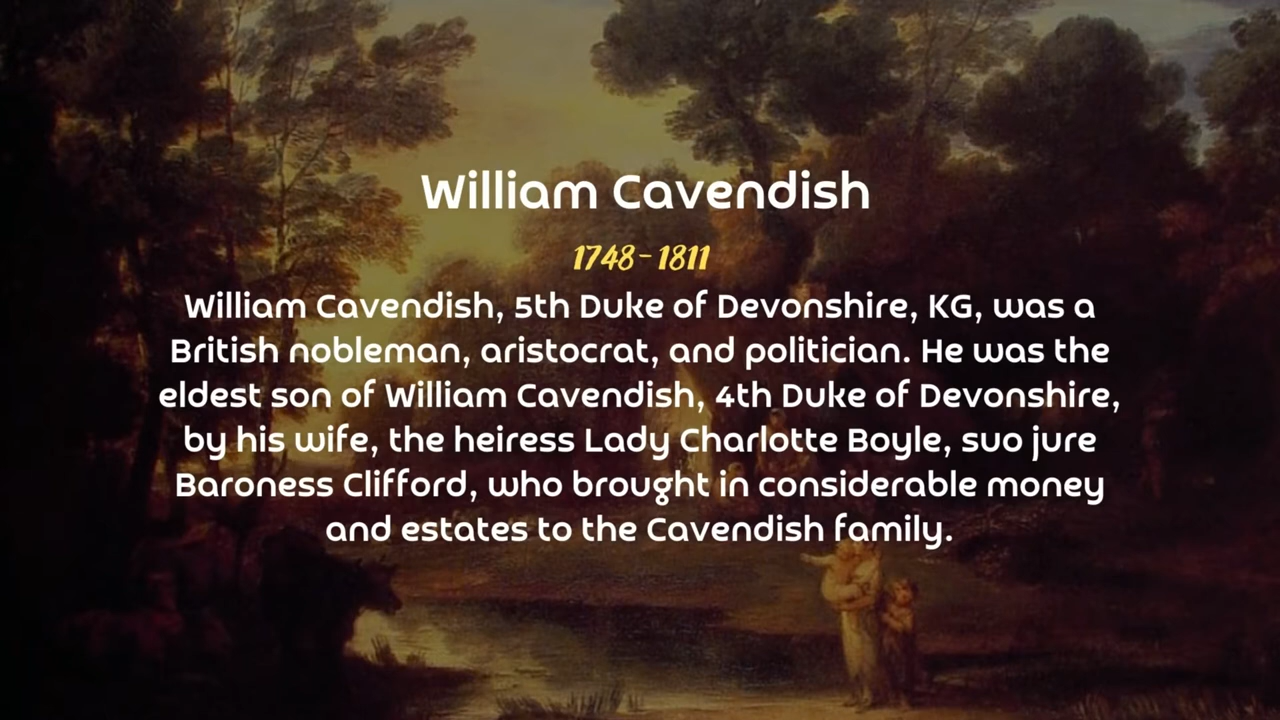 William Cavendish
1748-1811
William Cavendish, 5th Duke of Devonshire, KG, was a
British nobleman, aristocrat, and politician. He was the
eldest son of William Cavendish, 4th Duke of Devonshire,
by his wife, the heiress Lady Charlotte Boyle, suo jure
Baroness Clifford, who brought in considerable money
and estates to the Cavendish family.